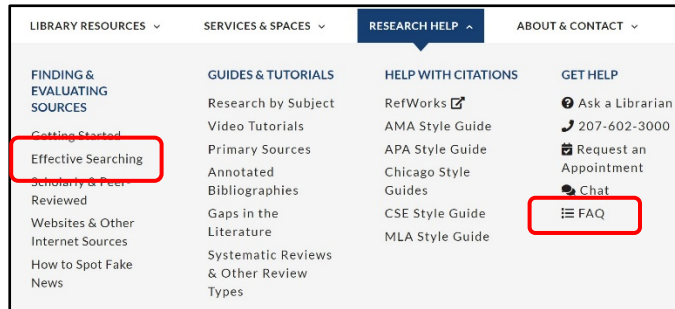 LIBRARY RESOURCES
SERVICES & SPACES
RESEARCH HELP
ABOUT & CONTACT
FINDING &
EVALUATING
SOURCES
Getting Started
Effective Searching
Scholarly & Peer-
Reviewed
Websites & Other
Internet Sources
How to Spot Fake
News
GUIDES & TUTORIALS
Research by Subject
Video Tutorials
Primary Sources
Annotated
Bibliographies
Gaps in the
Literature
Systematic Reviews
& Other Review
Types
HELP WITH CITATIONS
RefWorks
AMA Style Guide
APA Style Guide
Chicago Style
Guides
CSE Style Guide
MLA Style Guide
GET HELP
Ask a Librarian
207-602-3000
Request an
Appointment
Chat
FAQ